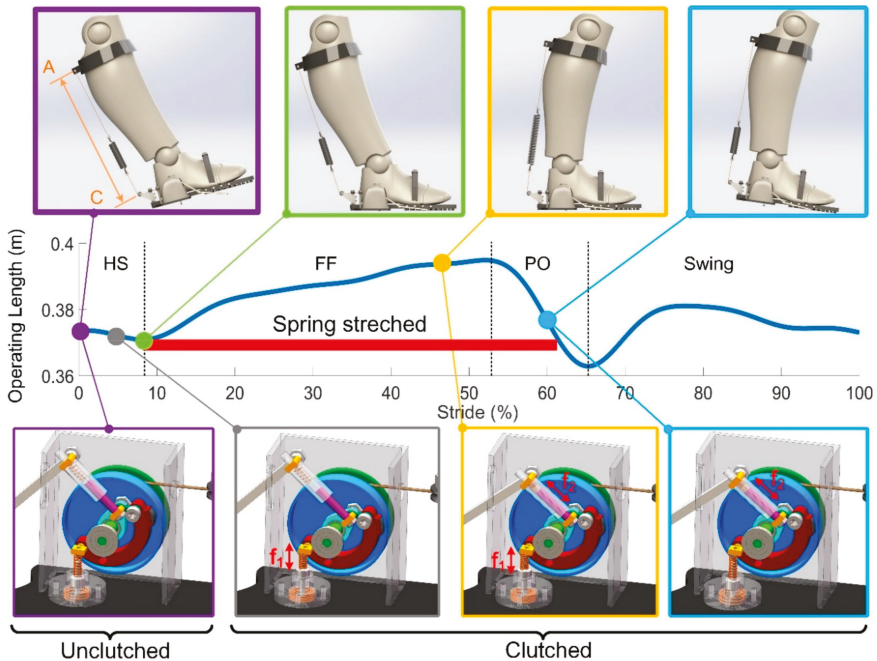 A
C
Operating Length (m)
0.4
0.38
0.36
HS
FF
PO
Swing
Spring streched
0 10 20 30 40 50 60 70 80 90 100
Stride (%)
f1
f2
f1
f2
Unclutched
Clutched